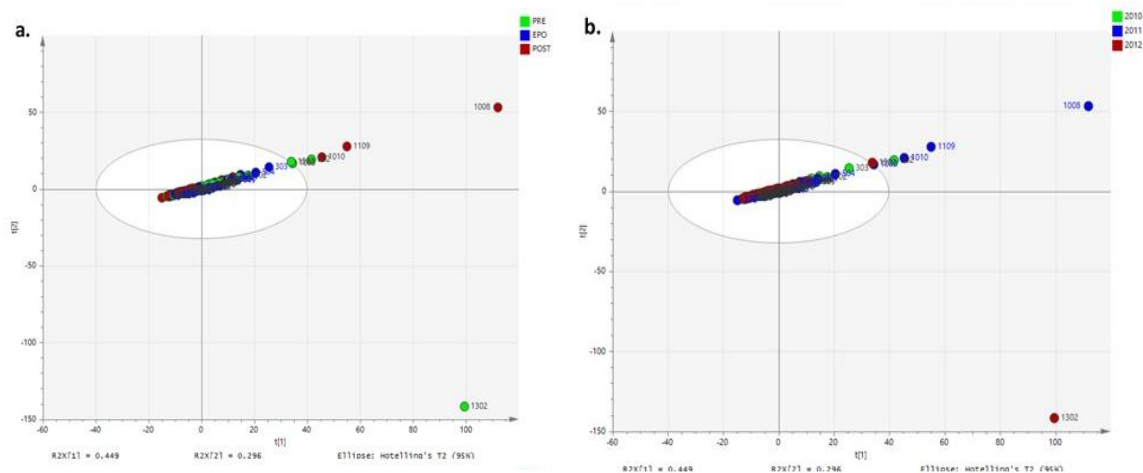 a.
PRE
EPO
POST
t[2]
50
0
-50
-100
-150
-60
-40
-20
0
20
40
60
80
100
t[1]
1008
1109
1010
303
1302
R2X[1] = 0.449
R2X[2] = 0.296
Ellipse: Hotelling's T2 (95%)
b.
2010
2011
2012
t[2]
50
0
-50
-100
-150
-60
-40
-20
0
20
40
60
80
100
t[1]
1008
1109
1010
303
1302
R2X[1] = 0.449
R2X[2] = 0.296
Ellipse: Hotelling's T2 (95%)